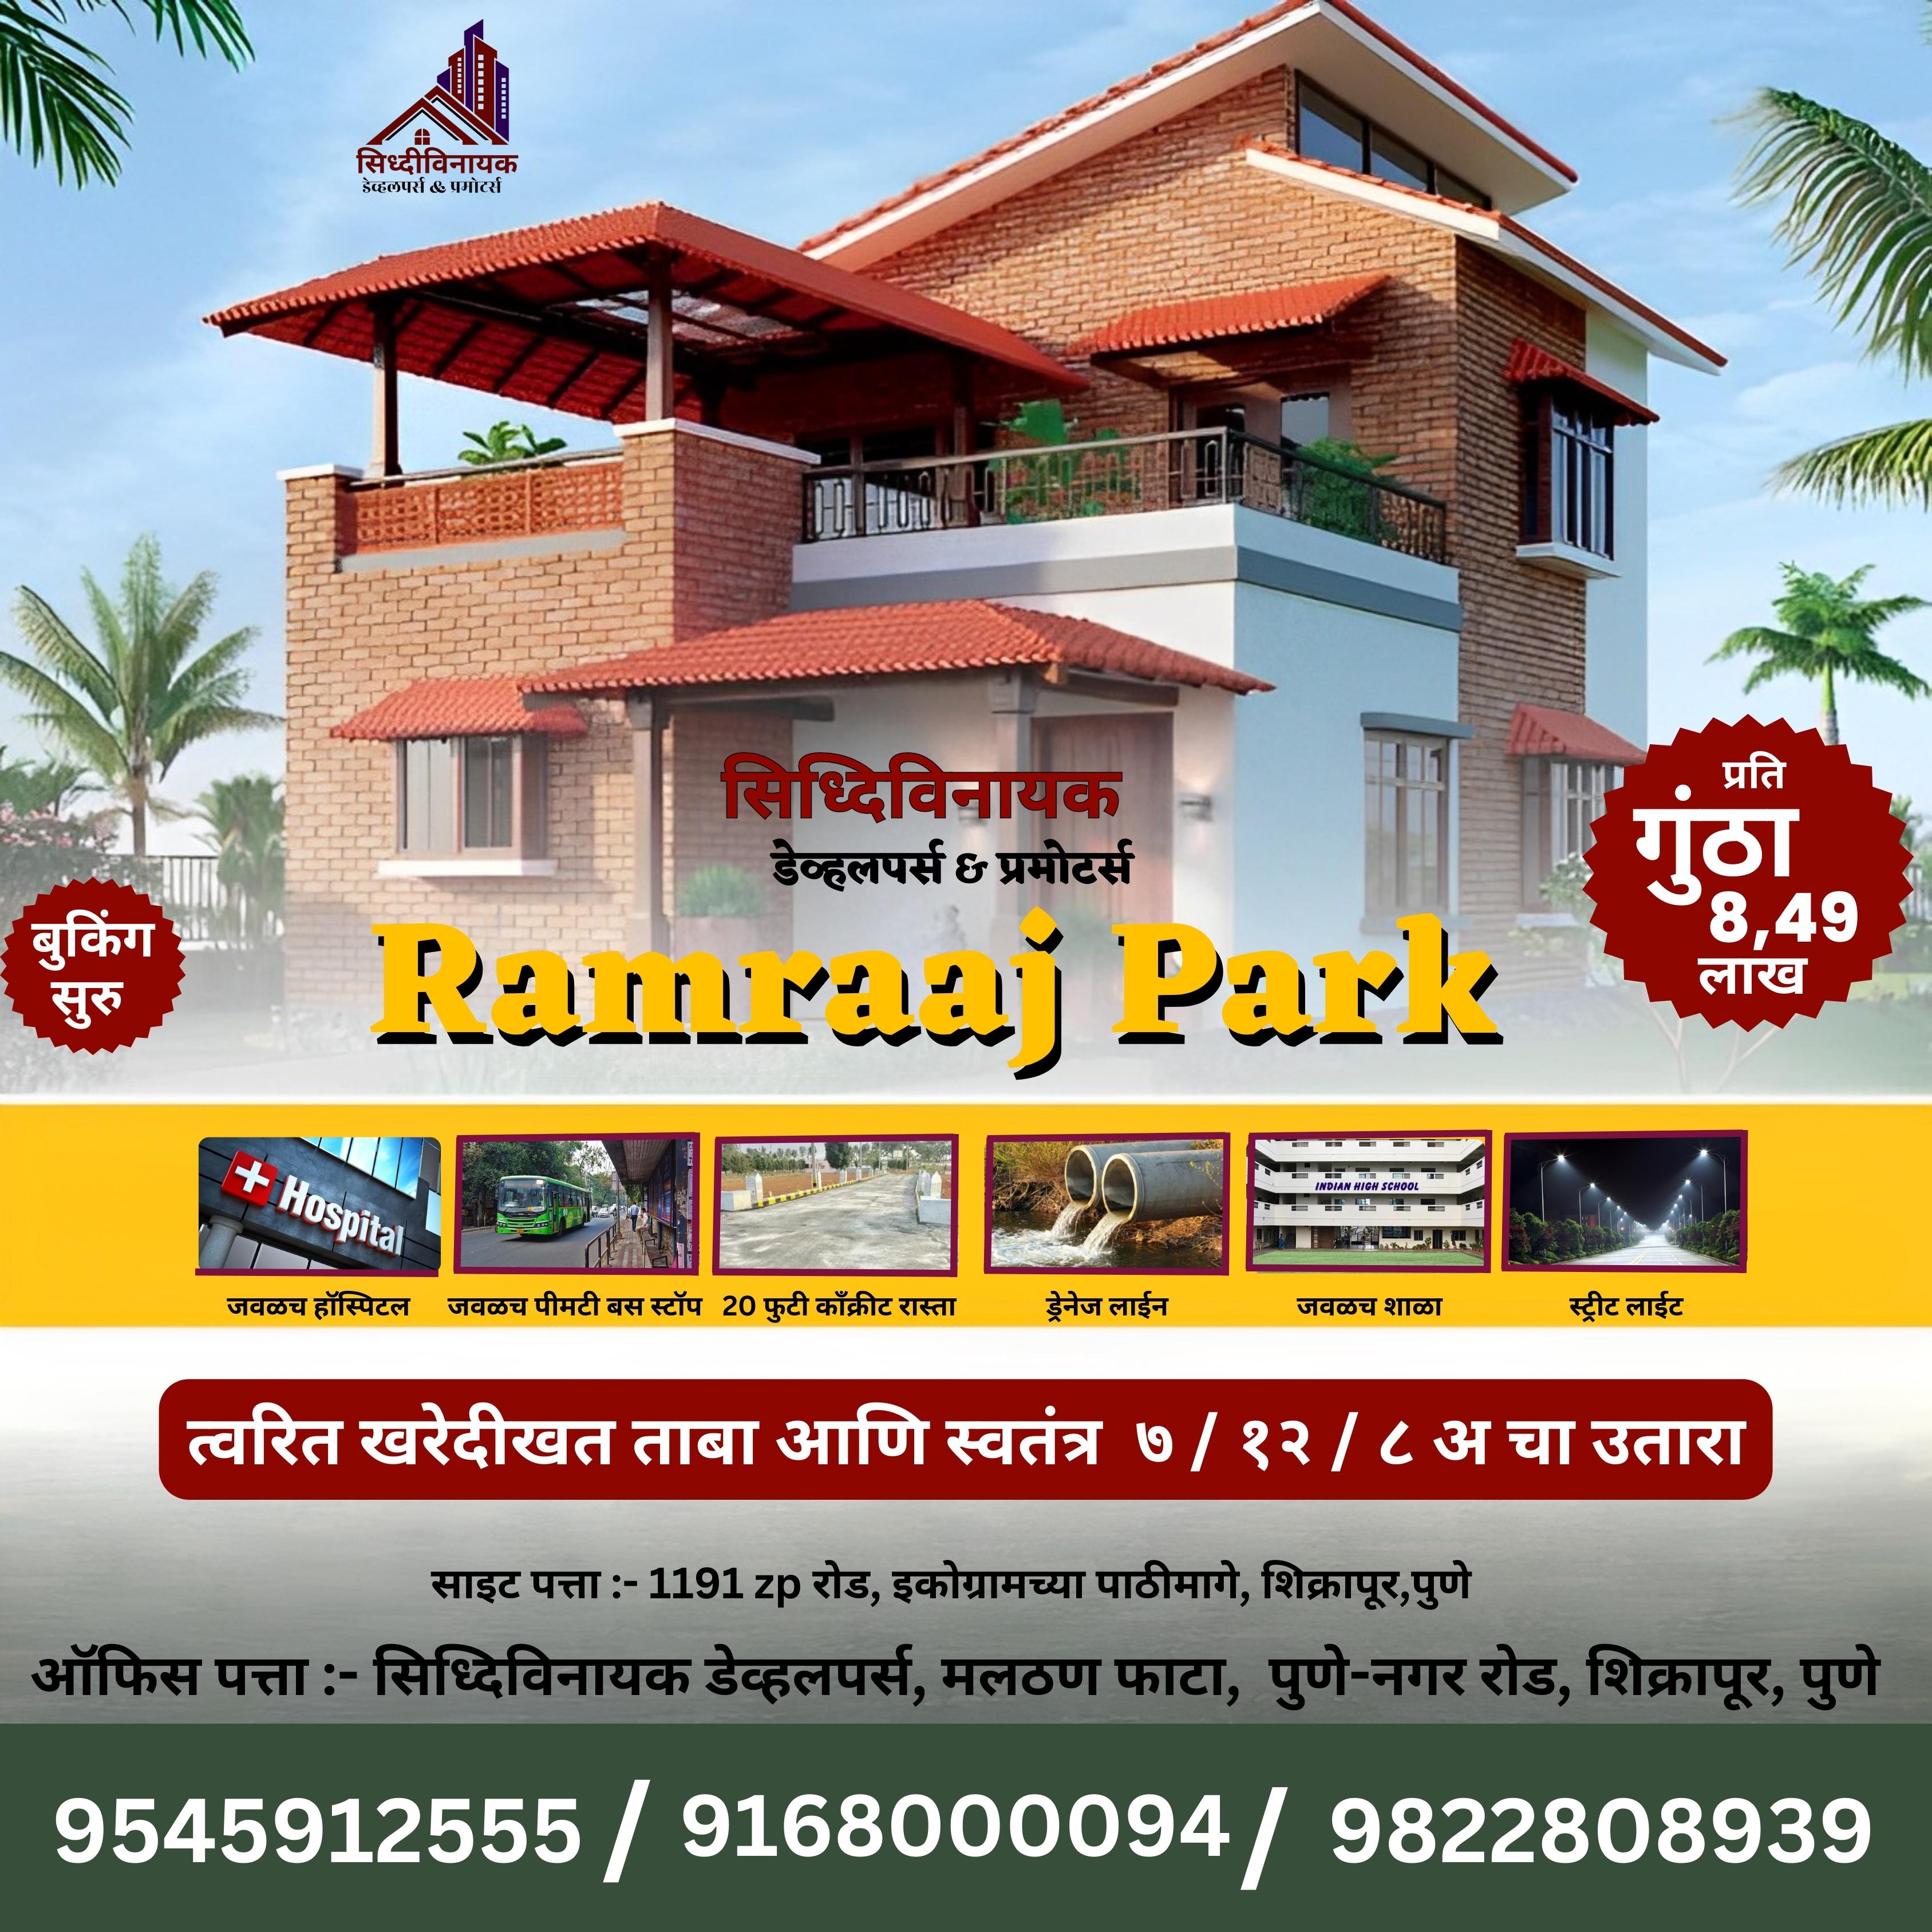 सिध्दीविनायक
डेव्हलपर्स & प्रमोटर्स
सिध्दिविनायक
डेव्हलपर्स & प्रमोटर्स
Ramraaj Park
बुकिंग
सुरु
प्रति
गुंठा
8,49
लाख
Hospital
INDIAN HIGH SCHOOL
जवळच हॉस्पिटल
जवळच पीमटी बस स्टॉप
20 फुटी काँक्रीट रास्ता
ड्रेनेज लाईन
जवळच शाळा
स्ट्रीट लाईट
त्वरित खरेदीखत ताबा आणि स्वतंत्र ७ / १२ / ८ अ चा उतारा
साइट पत्ता :- 1191 zp रोड, इकोग्रामच्या पाठीमागे, शिक्रापूर,पुणे
ऑफिस पत्ता :- सिध्दिविनायक डेव्हलपर्स, मलठण फाटा, पुणे-नगर रोड, शिक्रापूर, पुणे
9545912555 / 9168000094 / 9822808939